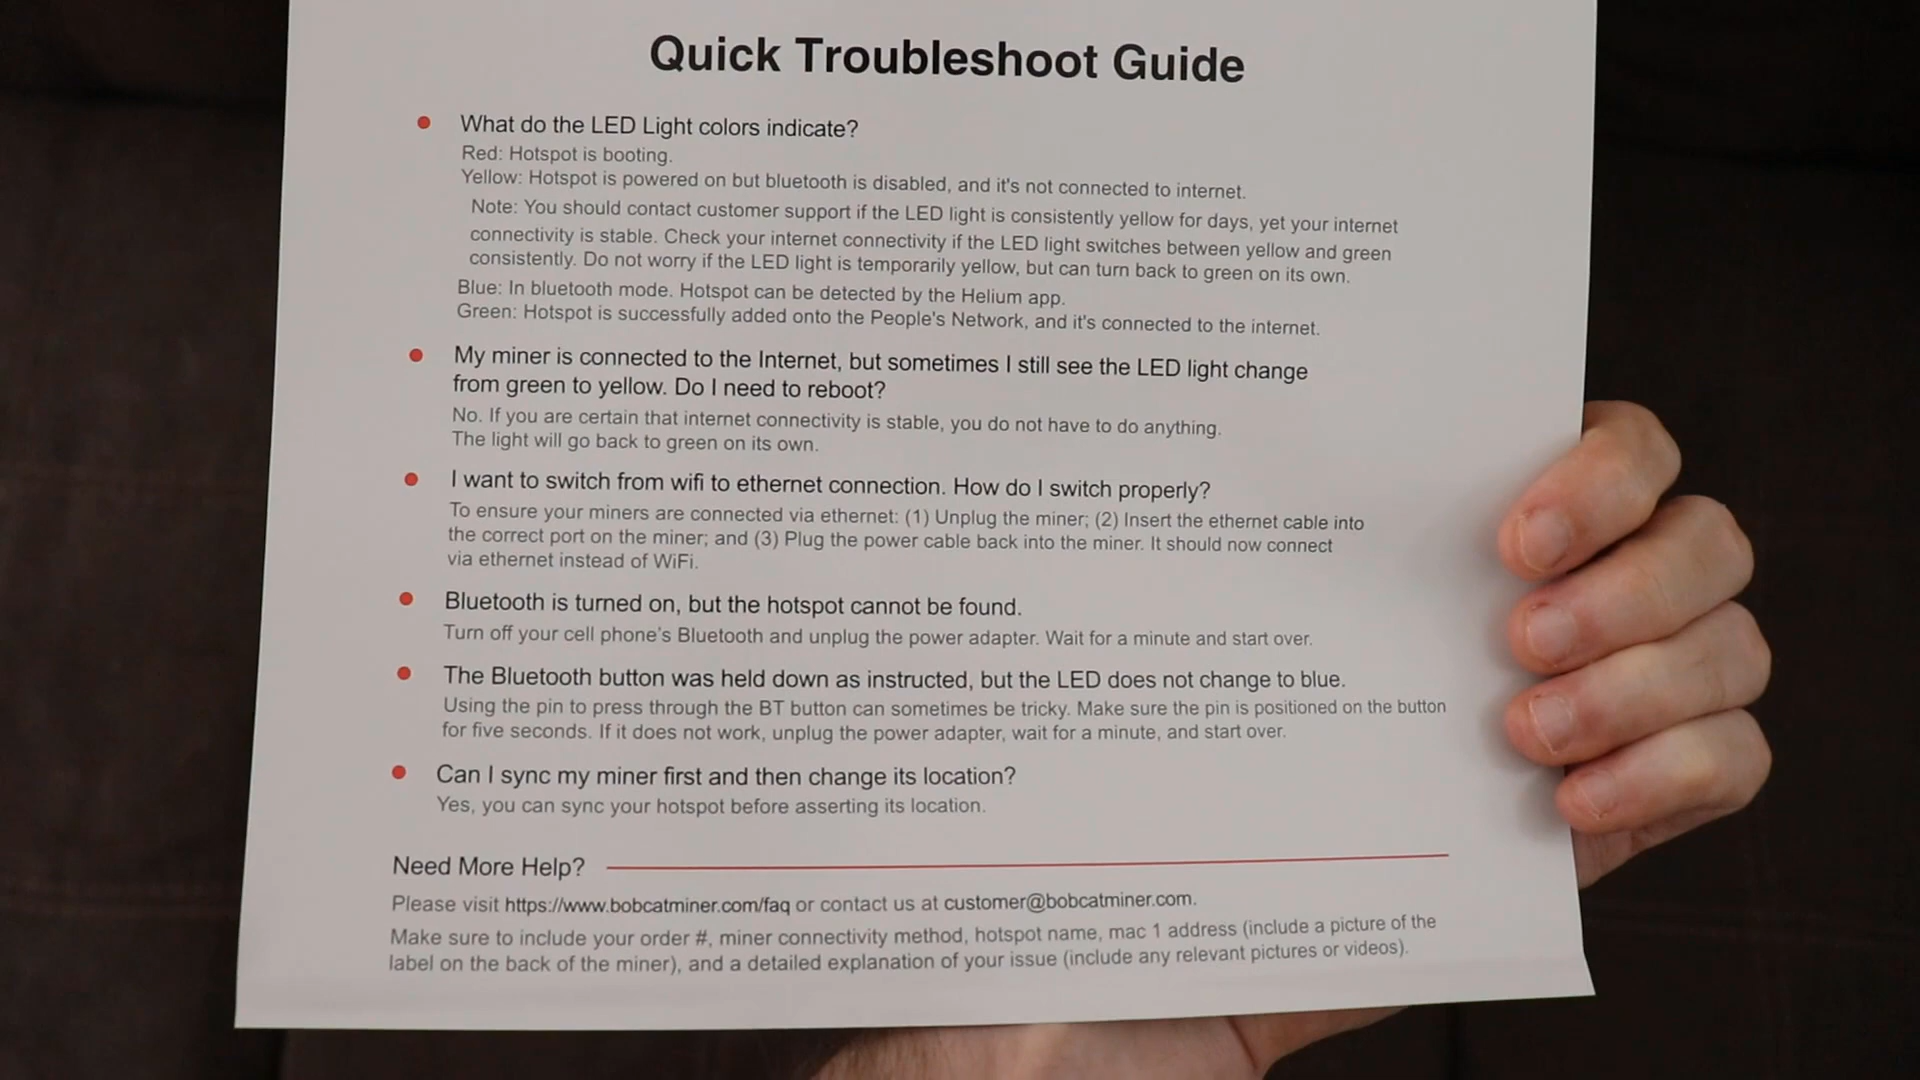 Quick Troubleshoot Guide
What do the LED Light colors indicate?
Red: Hotspot is booting.
Yellow: Hotspot is powered on but bluetooth is disabled, and it's not connected to internet.
Note: You should contact customer support if the LED light is consistently yellow for days, yet your internet
connectivity is stable. Check your internet connectivity if the LED light switches between yellow and green
consistently. Do not worry if the LED light is temporarily yellow, but can turn back to green on its own.
Blue: In bluetooth mode. Hotspot can be detected by the Helium app.
Green: Hotspot is successfully added onto the People's Network, and it's connected to the internet.
My miner is connected to the Internet, but sometimes I still see the LED light change
from green to yellow. Do I need to reboot?
No. If you are certain that internet connectivity is stable, you do not have to do anything.
The light will go back to green on its own.
I want to switch from wifi to ethernet connection. How do I switch properly?
To ensure your miners are connected via ethernet: (1) Unplug the miner; (2) Insert the ethernet cable into
the correct port on the miner; and (3) Plug the power cable back into the miner. It should now connect
via ethernet instead of WiFi.
Bluetooth is turned on, but the hotspot cannot be found.
Turn off your cell phone's Bluetooth and unplug the power adapter. Wait for a minute and start over.
The Bluetooth button was held down as instructed, but the LED does not change to blue.
Using the pin to press through the BT button can sometimes be tricky. Make sure the pin is positioned on the button
for five seconds. If it does not work, unplug the power adapter, wait for a minute, and start over.
Can I sync my miner first and then change its location?
Yes, you can sync your hotspot before asserting its location.
Need More Help?
Please visit https://www.bobcatminer.com/faq or contact us at customer@bobcatminer.com.
Make sure to include your order #, miner connectivity method, hotspot name, mac 1 address (include a picture of the
label on the back of the miner), and a detailed explanation of your issue (include any relevant pictures or videos).